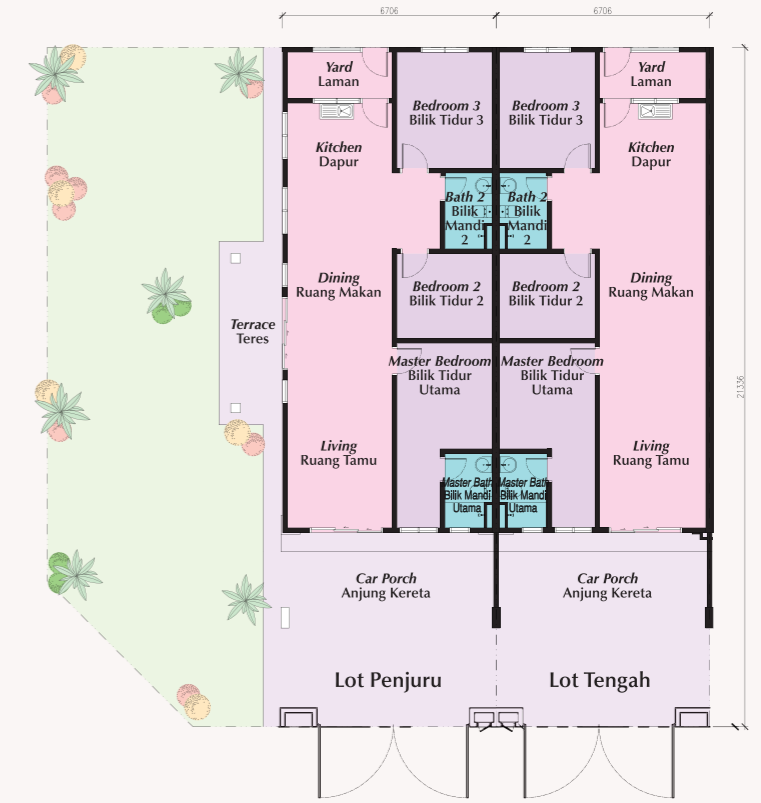 6706
6706
Yard
Laman
Yard
Laman
Bedroom 3
Bilik Tidur 3
Bedroom 3
Bilik Tidur 3
Kitchen
Dapur
Kitchen
Dapur
Bath 2
Bilik
Mandi
2
Bath 2
Bilik
Mandi
2
Dining
Ruang Makan
Bedroom 2
Bilik Tidur 2
Bedroom 2
Bilik Tidur 2
Dining
Ruang Makan
Terrace
Teres
Master Bedroom
Bilik Tidur
Utama
Master Bedroom
Bilik Tidur
Utama
21336
Living
Ruang Tamu
Living
Ruang Tamu
Master Bath
Bilik Mandi
Utama
Master Bath
Bilik Mandi
Utama
Car Porch
Anjung Kereta
Car Porch
Anjung Kereta
Lot Penjuru
Lot Tengah